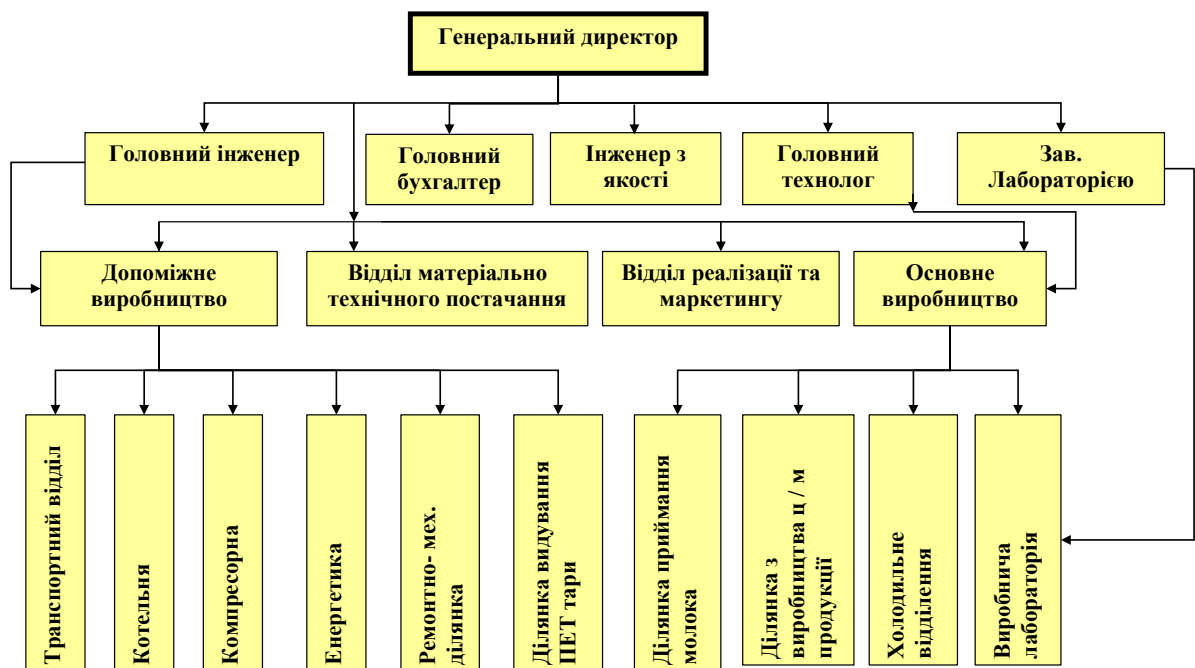 Генеральний директор
Головний інженер
Головний
бухгалтер
Інженер з
якості
Головний
технолог
Зав.
Лабораторією
Допоміжне
виробництво
Відділ матеріально
технічного постачання
Відділ реалізації та
маркетингу
Основне
виробництво
Транспортний відділ
Котельня
Компресорна
Енергетика
Ремонтно- мех.
ділянка
Ділянка видування
ПЕТ тари
Ділянка приймання
молока
Ділянка з
виробництва ц / м
продукції
Холодильне
відділення
Виробнича
лабораторія